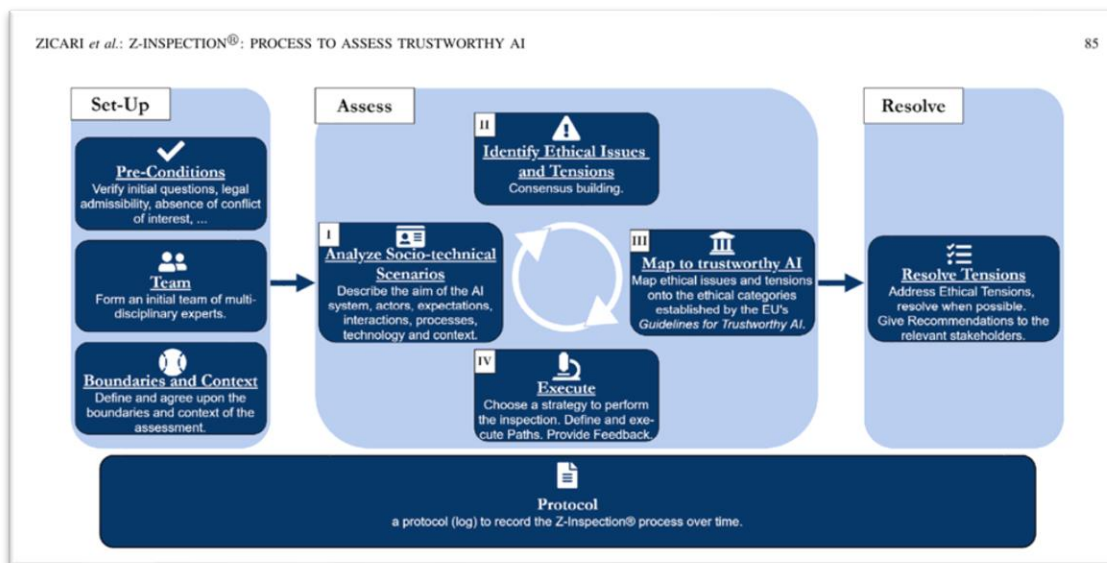 ZICARI et al.: Z-INSPECTION®: PROCESS TO ASSESS TRUSTWORTHY AI
85
Set-Up
Pre-Conditions
Verify initial questions, legal
admissibility, absence of conflict
of interest, ...
Team
Form an initial team of multi-
disciplinary experts.
Boundaries and Context
Define and agree upon the
boundaries and context of the
assessment.
Assess
I
Analyze Socio-technical
Scenarios
Describe the aim of the AI
system, actors, expectations,
interactions, processes,
technology and context.
II
Identify Ethical Issues
and Tensions
Consensus building.
III
Map to trustworthy AI
Map ethical issues and tensions
onto the ethical categories
established by the EU's
Guidelines for Trustworthy AI.
IV
Execute
Choose a strategy to perform
the inspection. Define and exe-
cute Paths. Provide Feedback.
Resolve
Resolve Tensions
Address Ethical Tensions,
resolve when possible.
Give Recommendations to the
relevant stakeholders.
Protocol
a protocol (log) to record the Z-Inspection® process over time.